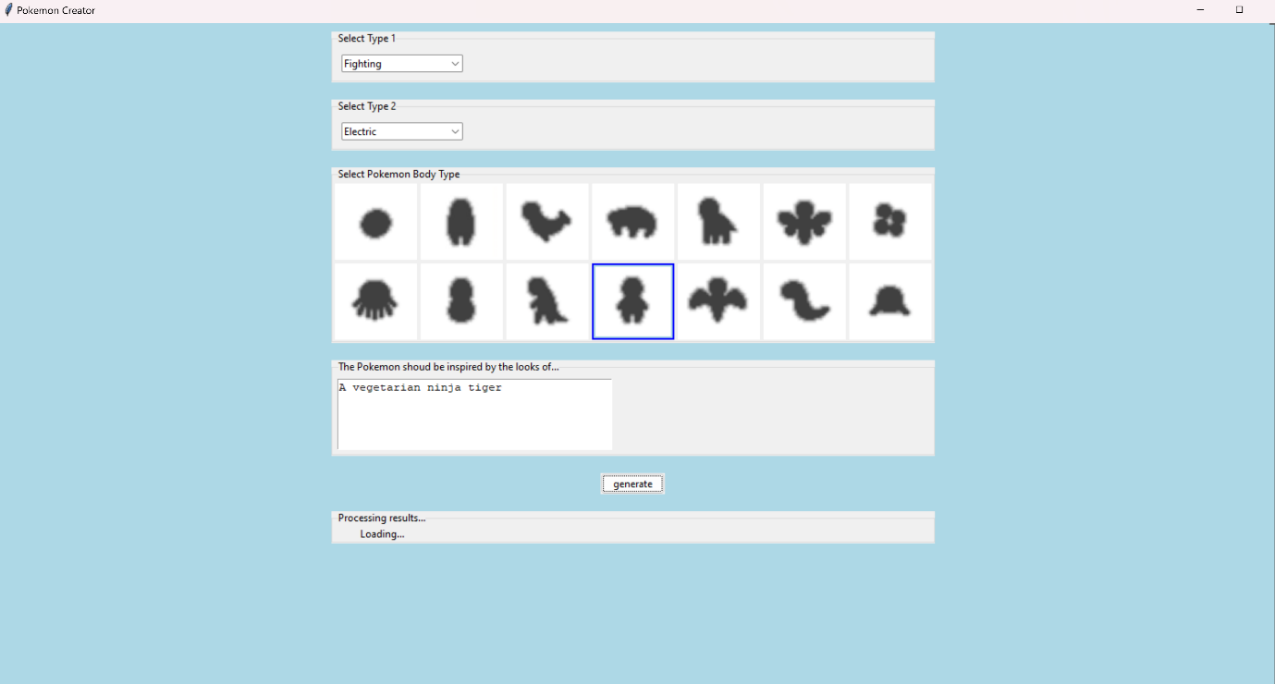 Pokemon Creator
Select Type 1
Fighting
Select Type 2
Electric
Select Pokemon Body Type
The Pokemon shoud be inspired by the looks of...
A vegetarian ninja tiger
generate
Processing results...
Loading...